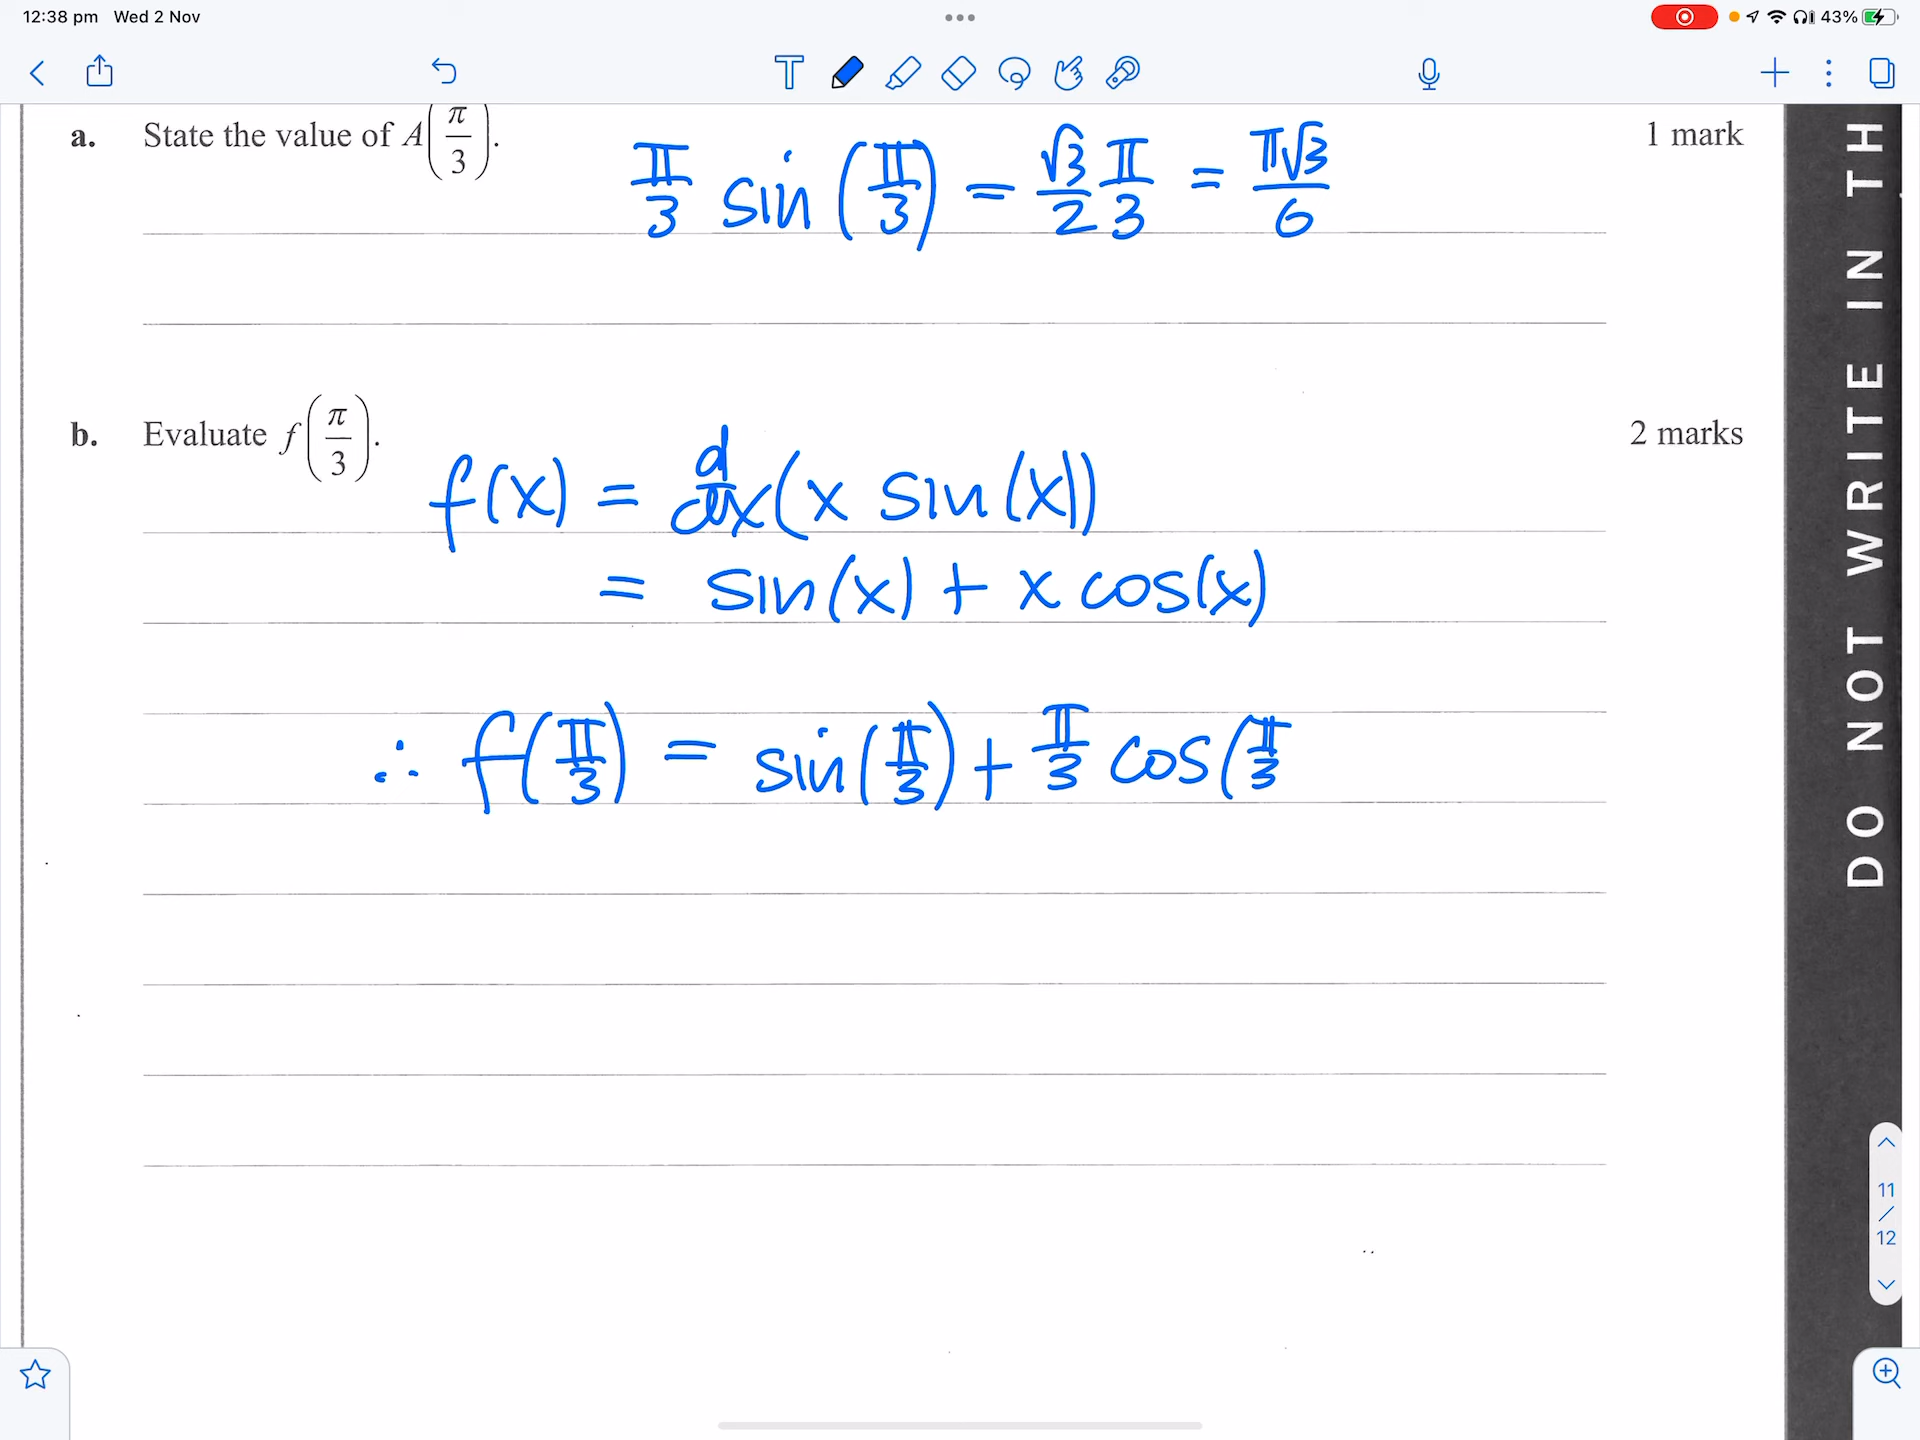 12:38 pm Wed 2 Nov
43%
a. State the value of A(π/3). 1 mark
π/3 sin(π/3) = √3/2 π/3 = π√3/6
b. Evaluate f(π/3). 2 marks
f(x) = d/dx(x sin(x))
= sin(x) + x cos(x)
∴ f(π/3) = sin(π/3) + π/3 cos(π/3
DO NOT WRITE IN TH
11
/
12